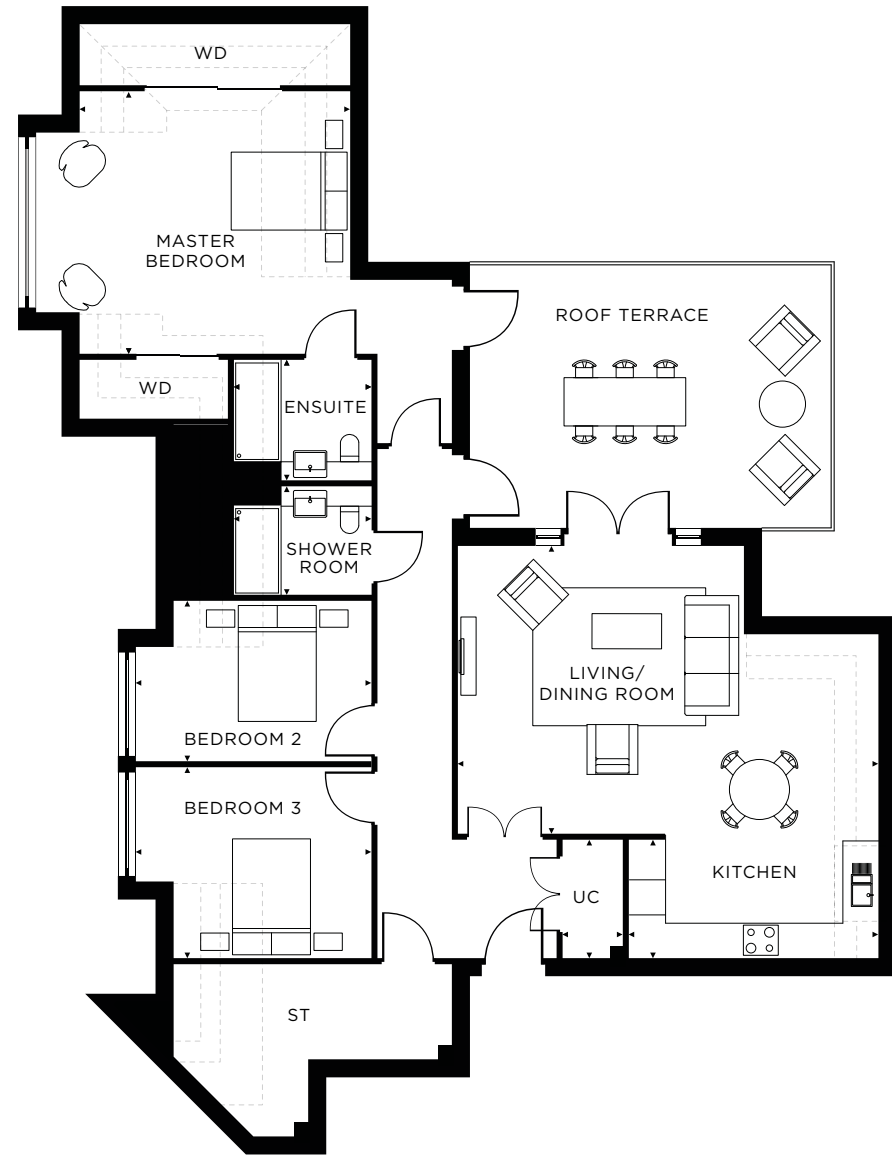 WD
MASTER
BEDROOM
ROOF TERRACE
WD
ENSUITE
SHOWER
ROOM
LIVING/
DINING ROOM
BEDROOM 2
BEDROOM 3
KITCHEN
UC
ST